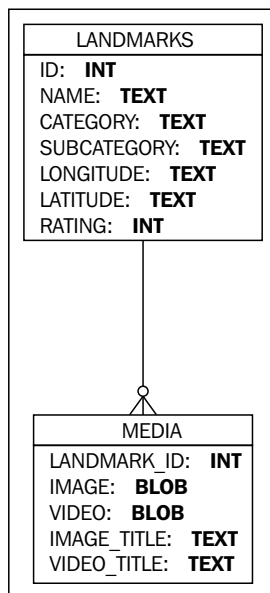 LANDMARKS
ID: INT
NAME: TEXT
CATEGORY: TEXT
SUBCATEGORY: TEXT
LONGITUDE: TEXT
LATITUDE: TEXT
RATING: INT
MEDIA
LANDMARK_ID: INT
IMAGE: BLOB
VIDEO: BLOB
IMAGE_TITLE: TEXT
VIDEO_TITLE: TEXT